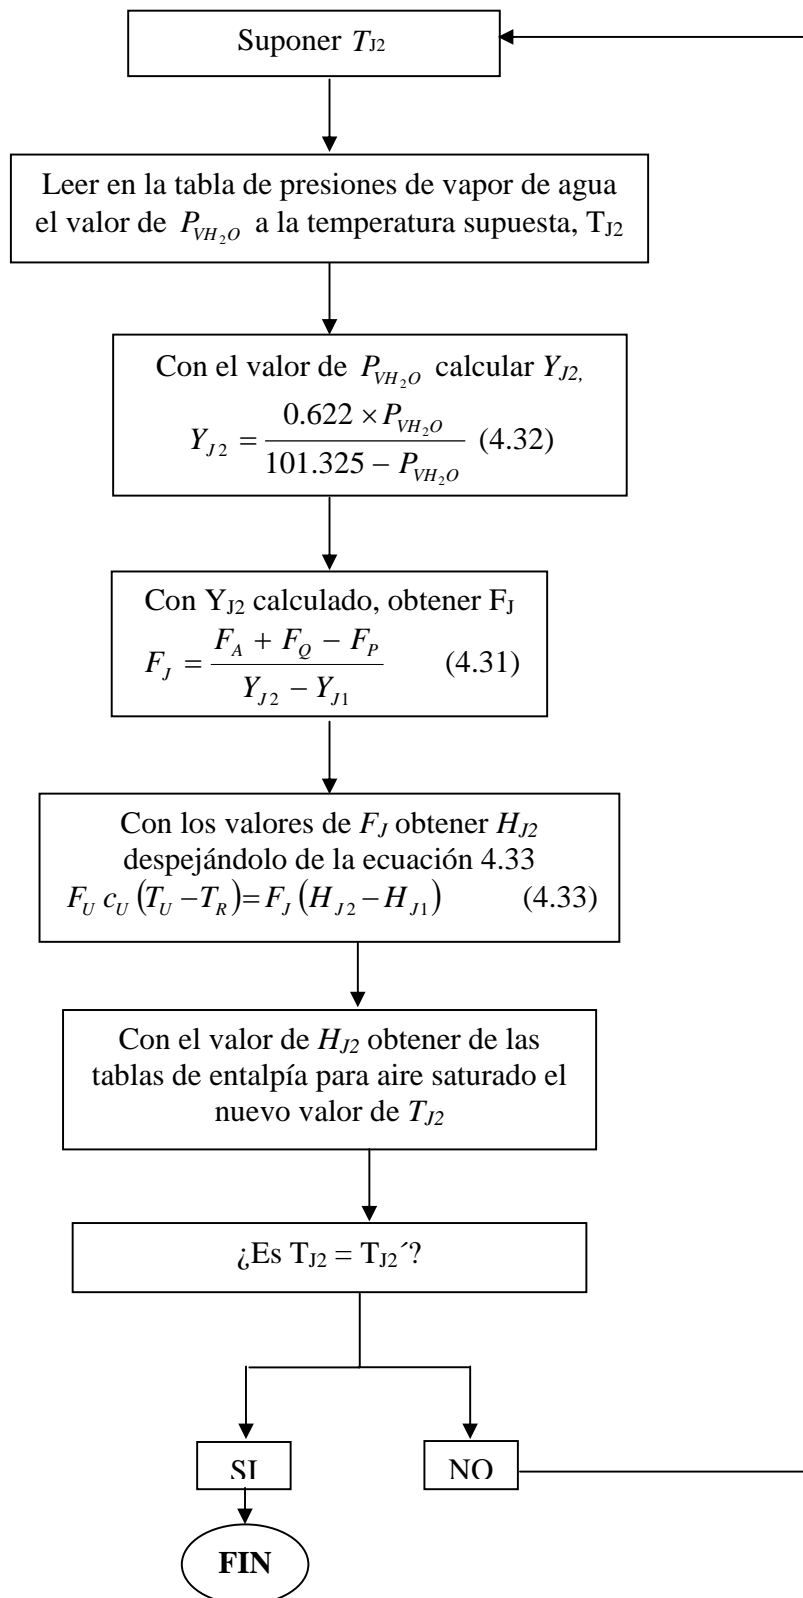 Suponer T_J2
Leer en la tabla de presiones de vapor de agua
el valor de P_VH₂O a la temperatura supuesta, T_J2
Con el valor de P_VH₂O calcular Y_J2,
Y_J2 = (0.622 × P_VH₂O) / (101.325 − P_VH₂O) (4.32)
Con Y_J2 calculado, obtener F_J
F_J = (F_A + F_Q − F_P) / (Y_J2 − Y_J1) (4.31)
Con los valores de F_J obtener H_J2
despejándolo de la ecuación 4.33
F_U c_U (T_U − T_R) = F_J (H_J2 − H_J1) (4.33)
Con el valor de H_J2 obtener de las
tablas de entalpía para aire saturado el
nuevo valor de T_J2
¿Es T_J2 = T_J2´?
SI NO
FIN